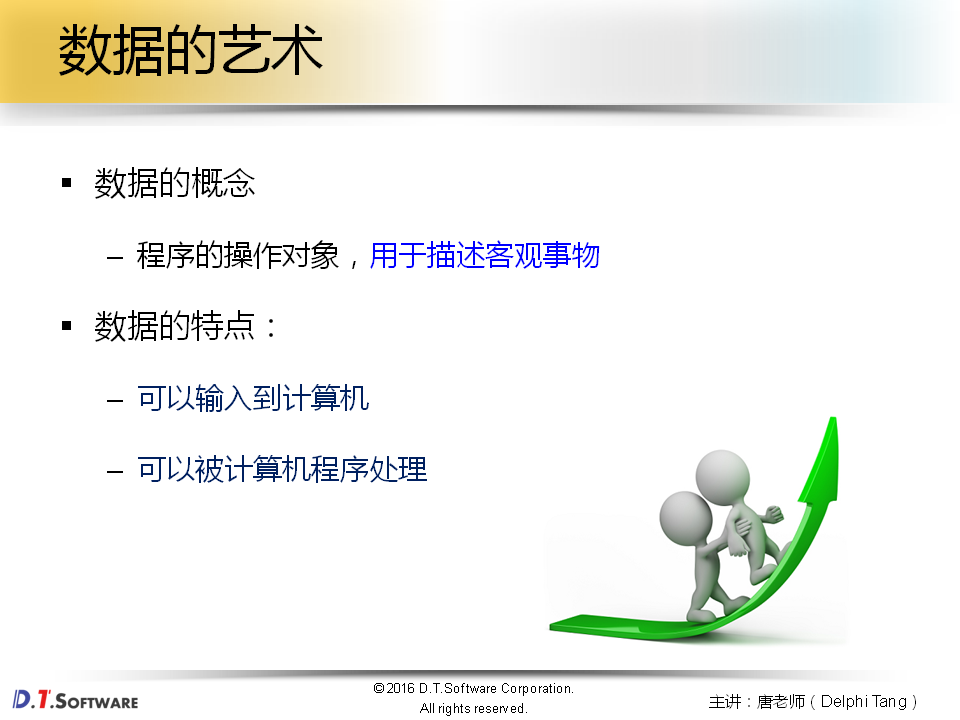 数据的艺术
▪ 数据的概念
– 程序的操作对象，用于描述客观事物
▪ 数据的特点：
– 可以输入到计算机
– 可以被计算机程序处理
D.T.SOFTWARE
©2016 D.T.Software Corporation.
All rights reserved.
主讲：唐老师（Delphi Tang）